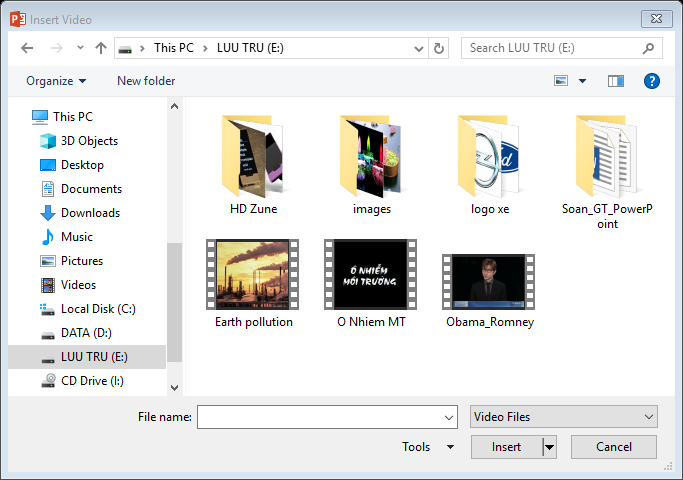 Insert Video
This PC
LUU TRU (E:)
Search LUU TRU (E:)
Organize
New folder
This PC
3D Objects
Desktop
Documents
Downloads
Music
Pictures
Videos
Local Disk (C:)
DATA (D:)
LUU TRU (E:)
CD Drive (I:)
HD Zune
images
logo xe
Soan_GT_PowerP
oint
Ô NHIỄM
MÔI TRƯỜNG
Earth pollution
O Nhiem MT
Obama_Romney
File name:
Video Files
Tools
Insert
Cancel